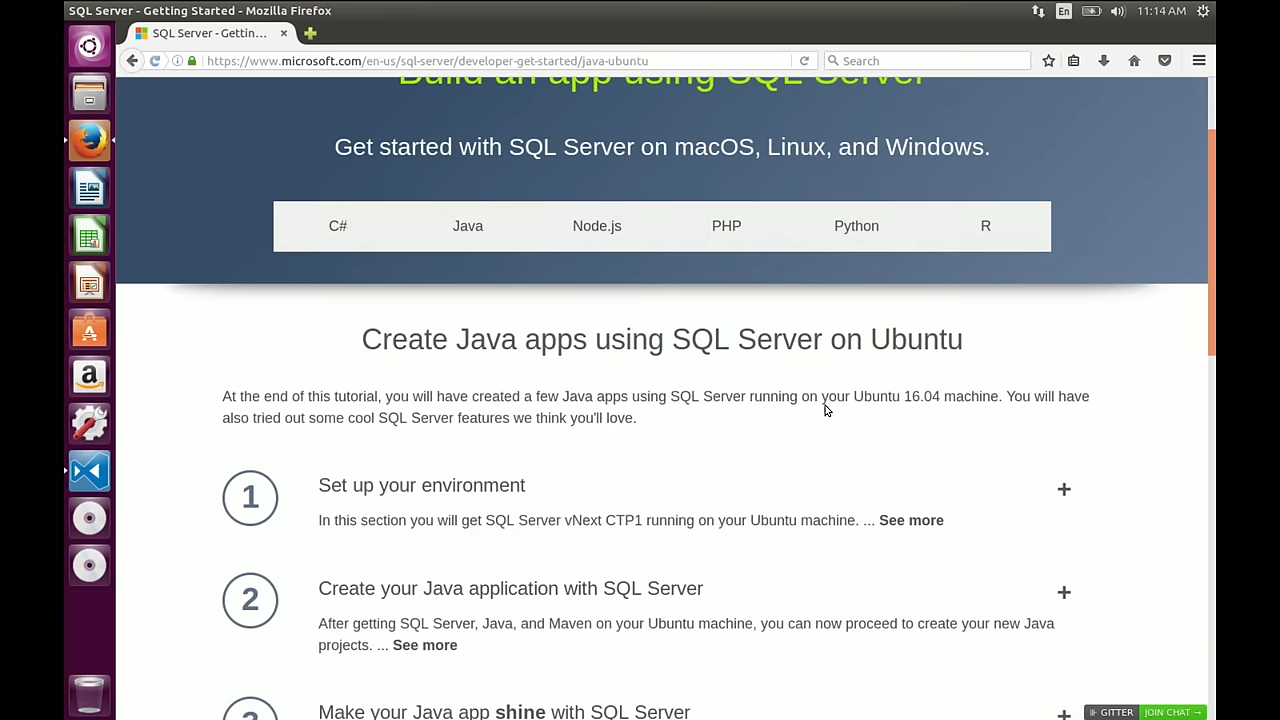 SQL Server - Getting Started - Mozilla Firefox
En
11:14 AM
SQL Server - Gettin...
https://www.microsoft.com/en-us/sql-server/developer-get-started/java-ubuntu
Search
Build an app using SQL Server
Get started with SQL Server on macOS, Linux, and Windows.
C# Java Node.js PHP Python R
Create Java apps using SQL Server on Ubuntu
At the end of this tutorial, you will have created a few Java apps using SQL Server running on your Ubuntu 16.04 machine. You will have
also tried out some cool SQL Server features we think you'll love.
1
Set up your environment
+
In this section you will get SQL Server vNext CTP1 running on your Ubuntu machine. ... See more
2
Create your Java application with SQL Server
+
After getting SQL Server, Java, and Maven on your Ubuntu machine, you can now proceed to create your new Java
projects. ... See more
3
Make your Java app shine with SQL Server
+
GITTER JOIN CHAT →
a